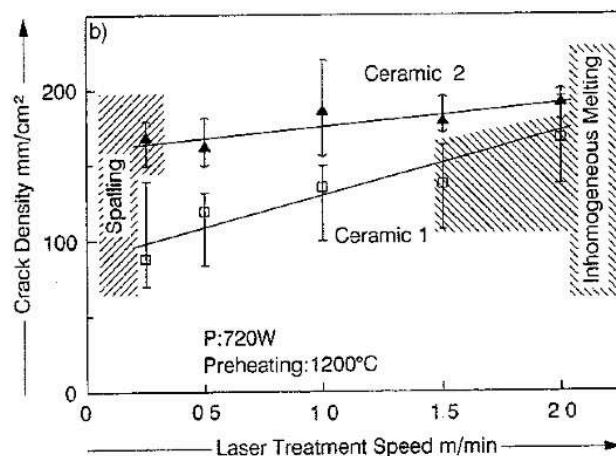 b)
Crack Density mm/cm²
200
100
0
Spalling
Ceramic 2
Ceramic 1
Inhomogeneous Melting
P:720W
Preheating:1200°C
0 0 5 1 0 1 5 2 0
Laser Treatment Speed m/min